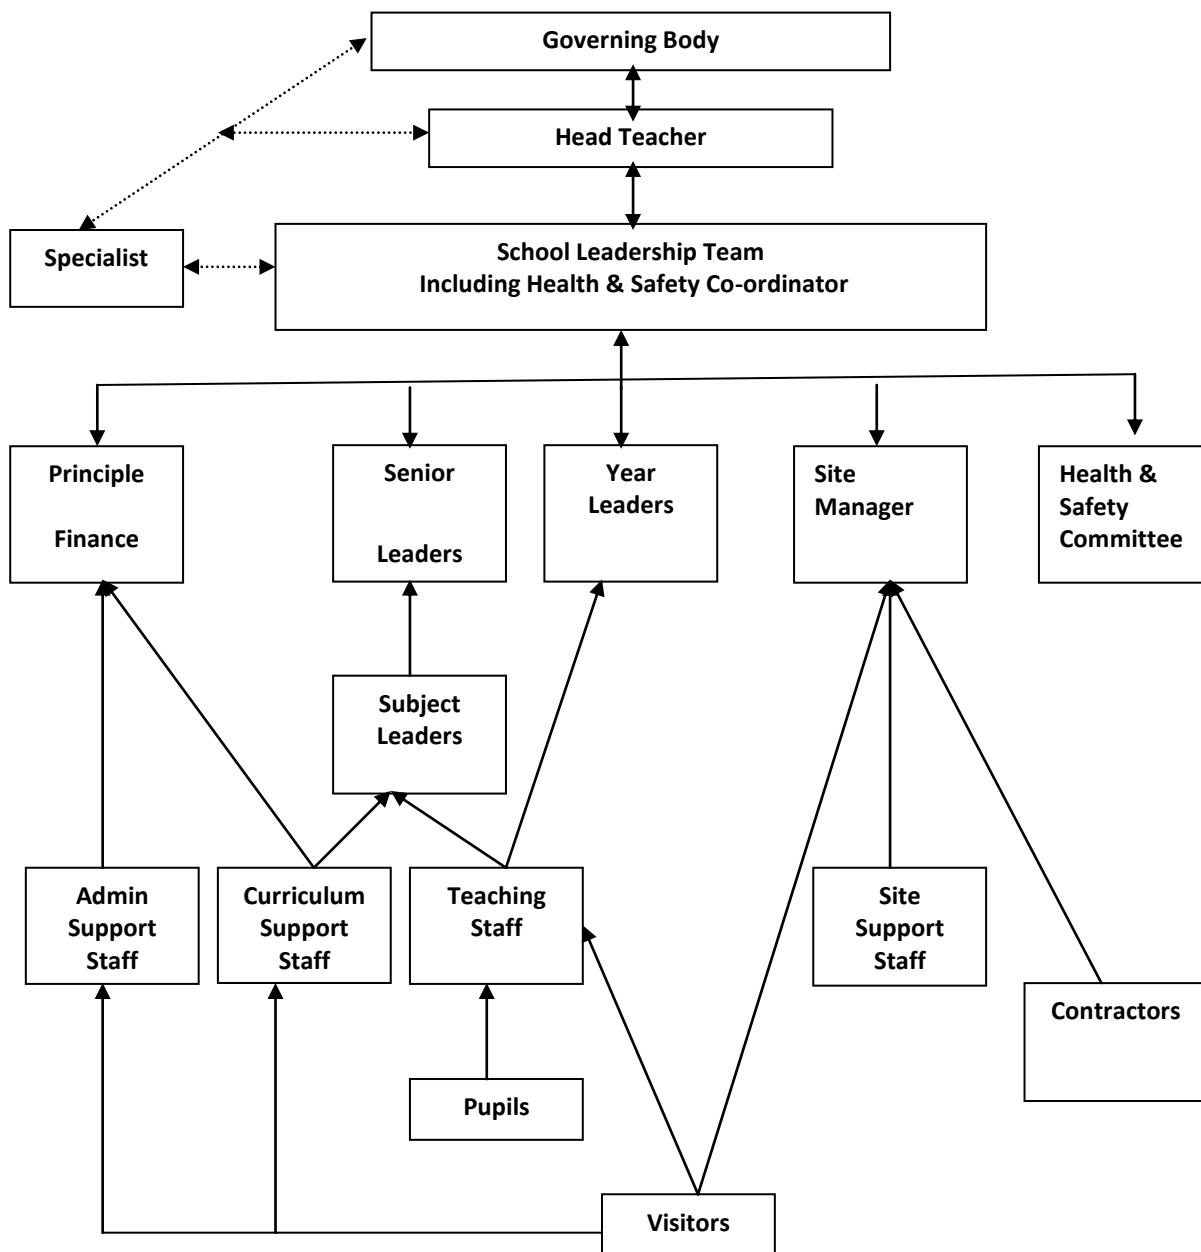 Governing Body
Head Teacher
Specialist
School Leadership Team
Including Health & Safety Co-ordinator
Principle
Finance
Senior
Leaders
Year
Leaders
Site
Manager
Health &
Safety
Committee
Subject
Leaders
Admin
Support
Staff
Curriculum
Support
Staff
Teaching
Staff
Site
Support
Staff
Contractors
Pupils
Visitors